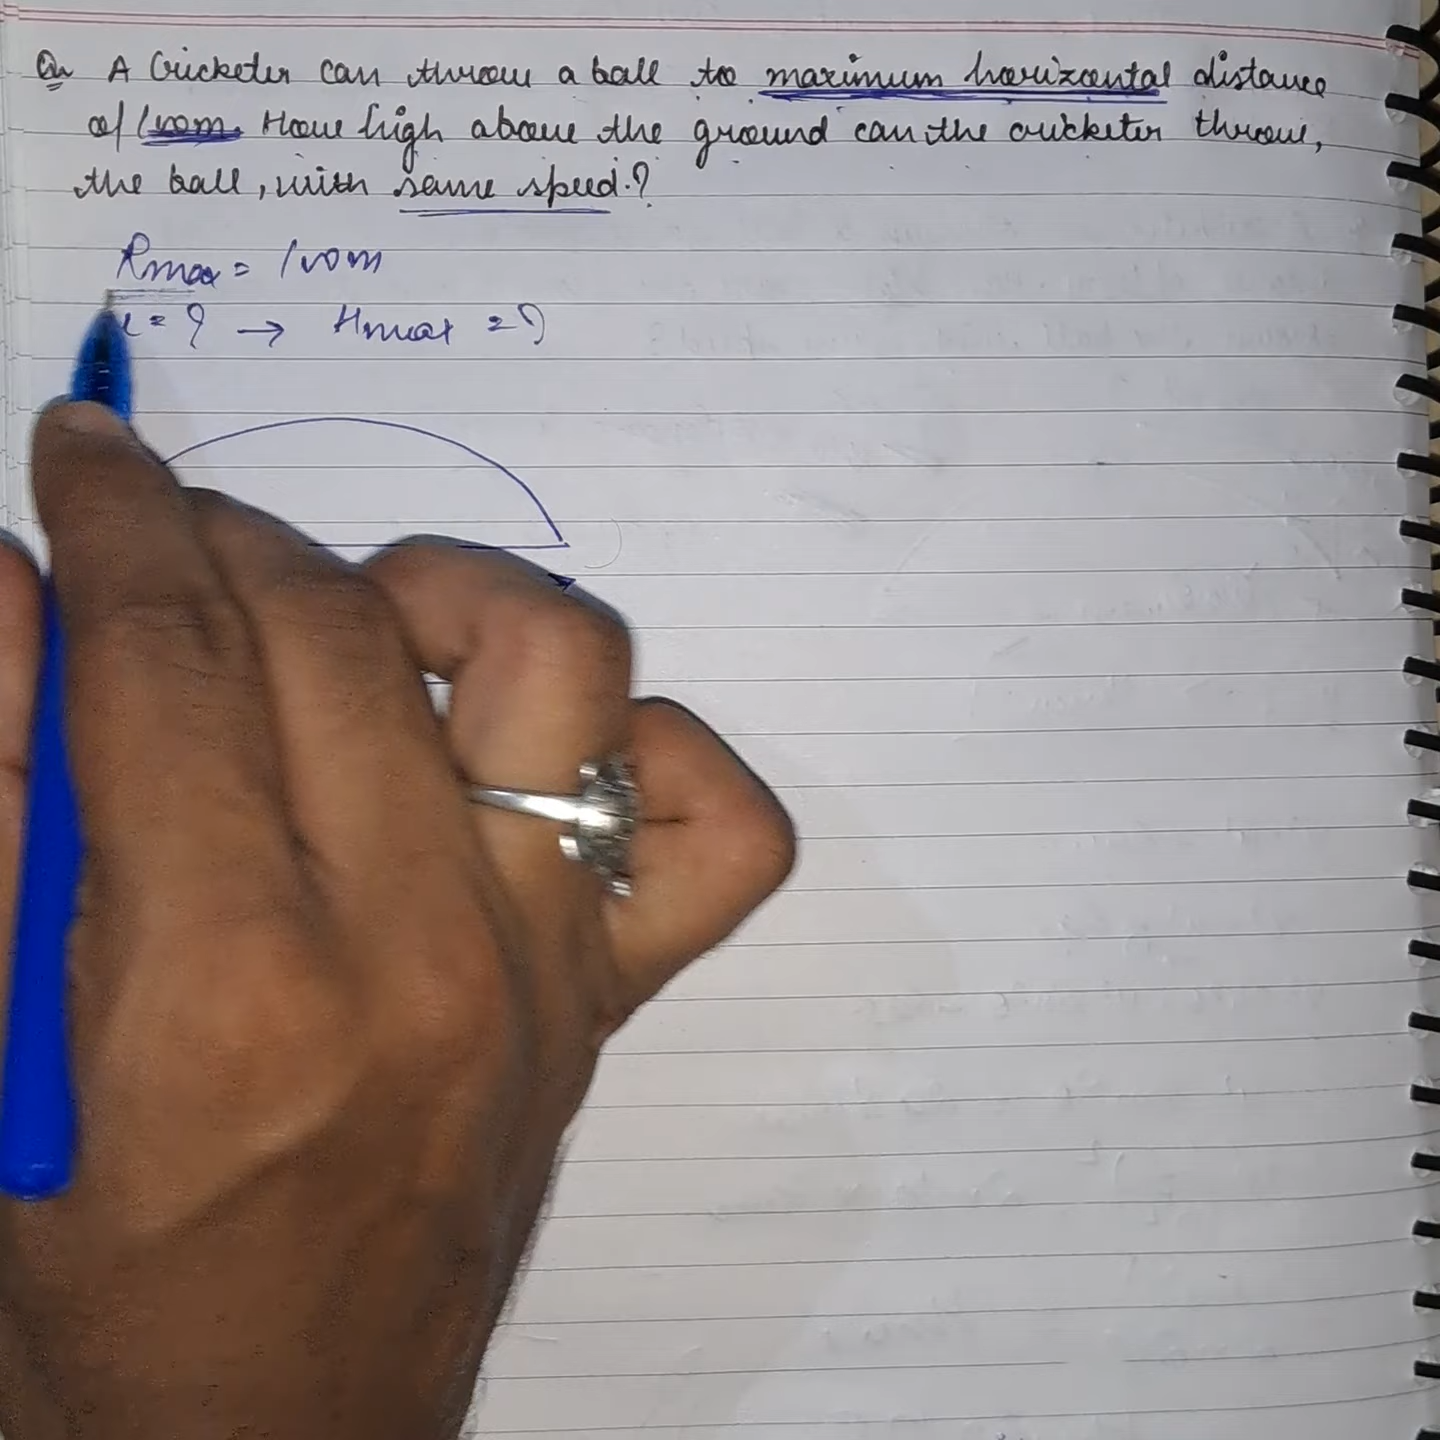 Qn A Cricketer can throw a ball to maximum horizontal distance
of 100m. How high above the ground can the cricketer throw,
the ball, with same speed.?
Rmax = 100m
u = ? → Hmax = ?